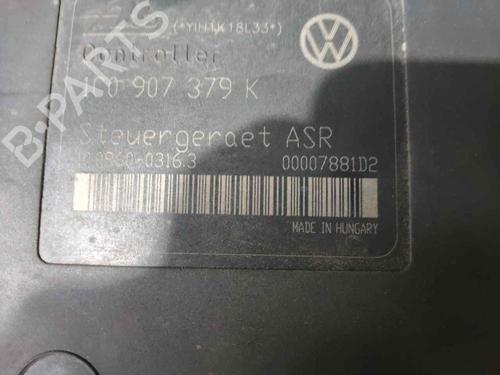 (*YIH1K18L33*)
Controller
1C0 907 379 K
Steuergeraet ASR
10.0960-0316.3 00007881D2
MADE IN HUNGARY
B-PARTS